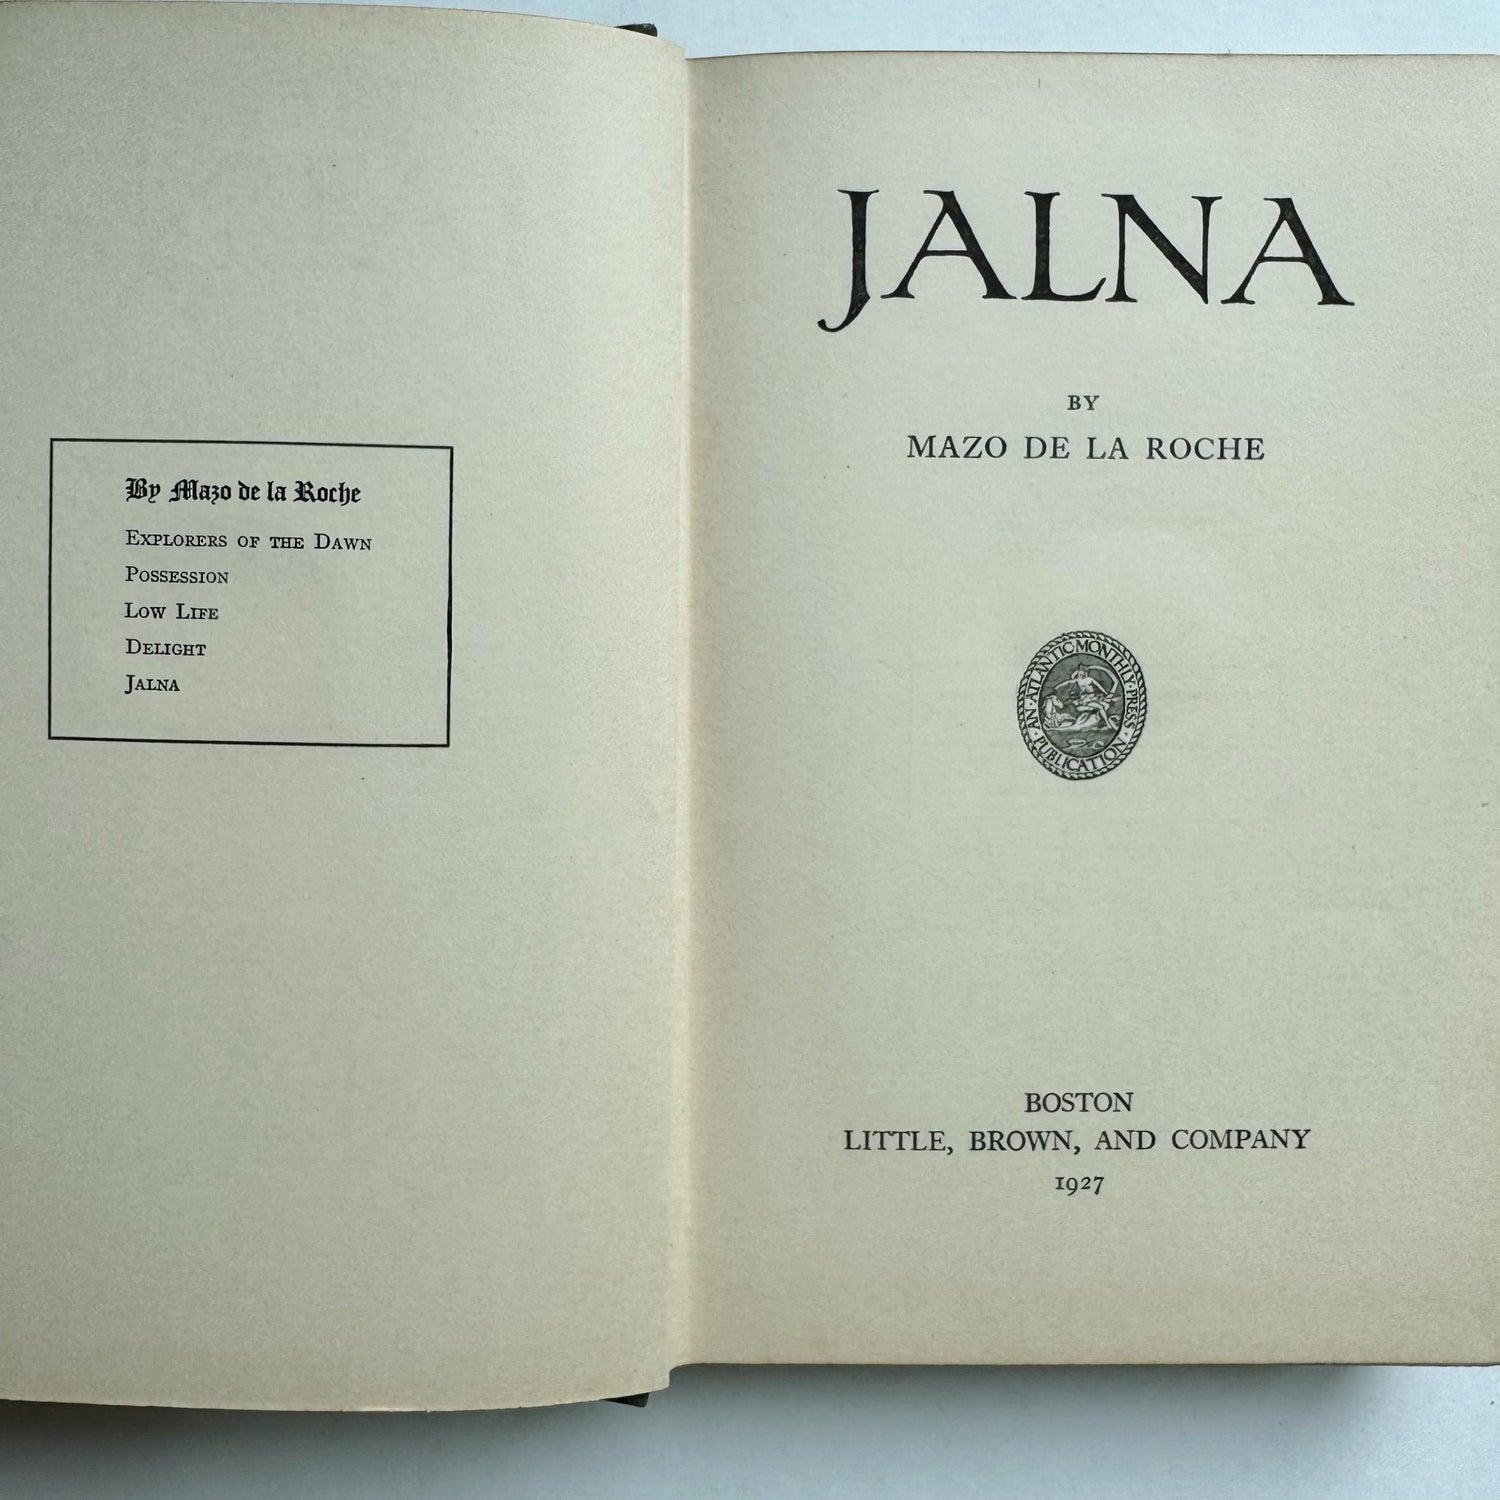 By Mazo de la Roche
Explorers of the Dawn
Possession
Low Life
Delight
Jalna
JALNA
BY
MAZO DE LA ROCHE
·AN·ATLANTIC MONTHLY·PRESS·
PUBLICATION
BOSTON
LITTLE, BROWN, AND COMPANY
1927